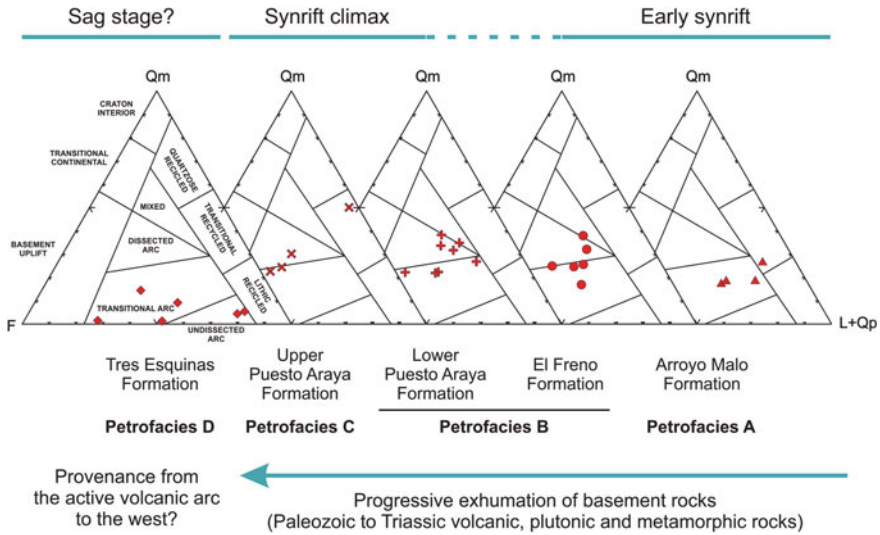 Sag stage?
Synrift climax
Early synrift
Qm
Qm
Qm
Qm
Qm
CRATON
INTERIOR
TRANSITIONAL
CONTINENTAL
QUARTZOSE
RECYCLED
MIXED
TRANSITIONAL
RECYCLED
DISSECTED
ARC
BASEMENT
UPLIFT
LITHIC
RECYCLED
TRANSITIONAL ARC
UNDISSECTED
ARC
F
L+Qp
Tres Esquinas
Formation
Upper
Puesto Araya
Formation
Lower
Puesto Araya
Formation
El Freno
Formation
Arroyo Malo
Formation
Petrofacies D
Petrofacies C
Petrofacies B
Petrofacies A
Provenance from
the active volcanic arc
to the west?
Progressive exhumation of basement rocks
(Paleozoic to Triassic volcanic, plutonic and metamorphic rocks)